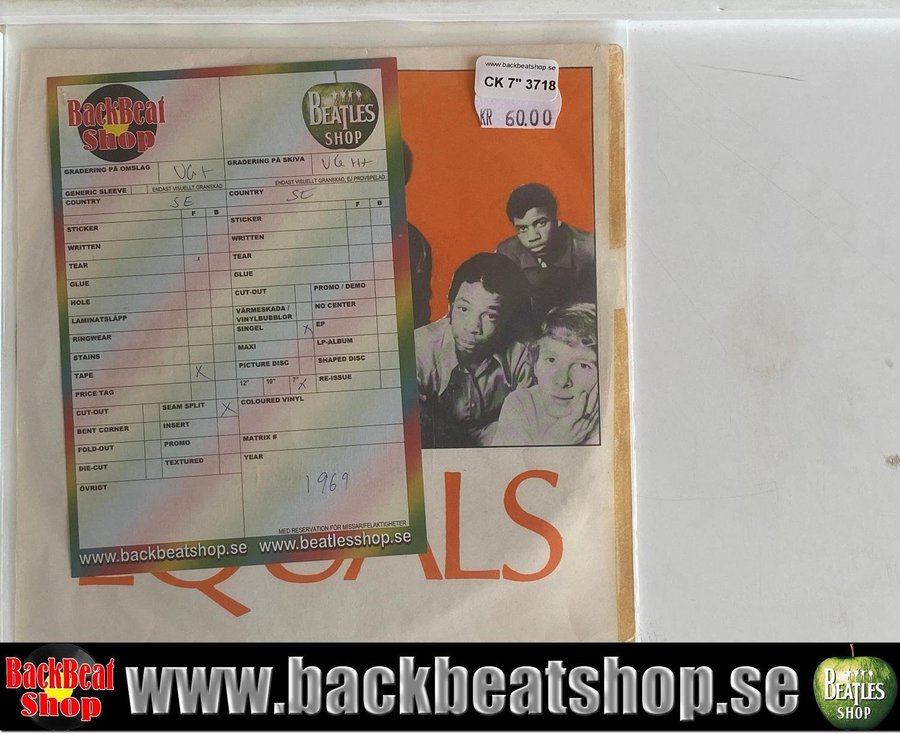 www.backbeatshop.se
CK 7" 3718
KR 60.00
BackBeat
Shop
BEATLES
SHOP
GRADERING PÅ OMSLAG VG+
GRADERING PÅ SKIVA VG++
ENDAST VISUELLT GRANSKAD
ENDAST VISUELLT GRANSKAD, EJ PROVSPELAD
GENERIC SLEEVE
COUNTRY SE
F B
STICKER
WRITTEN
TEAR
GLUE
HOLE
LAMINATSLÄPP
RINGWEAR
STAINS
TAPE X
PRICE TAG
CUT-OUT SEAM SPLIT X
BENT CORNER INSERT
FOLD-OUT PROMO
DIE-CUT TEXTURED
ÖVRIGT
COUNTRY SE
F B
STICKER
WRITTEN
TEAR
GLUE
CUT-OUT PROMO / DEMO
VÄRMESKADA / NO CENTER
VINYLBUBBLOR
SINGEL X EP
MAXI LP-ALBUM
PICTURE DISC SHAPED DISC
12" 10" 7" X RE-ISSUE
COLOURED VINYL
MATRIX #
YEAR
1969
MED RESERVATION FÖR MISSAR/FELAKTIGHETER
www.backbeatshop.se www.beatlesshop.se
EQUALS
BackBeat
Shop
www.backbeatshop.se
BEATLES
SHOP